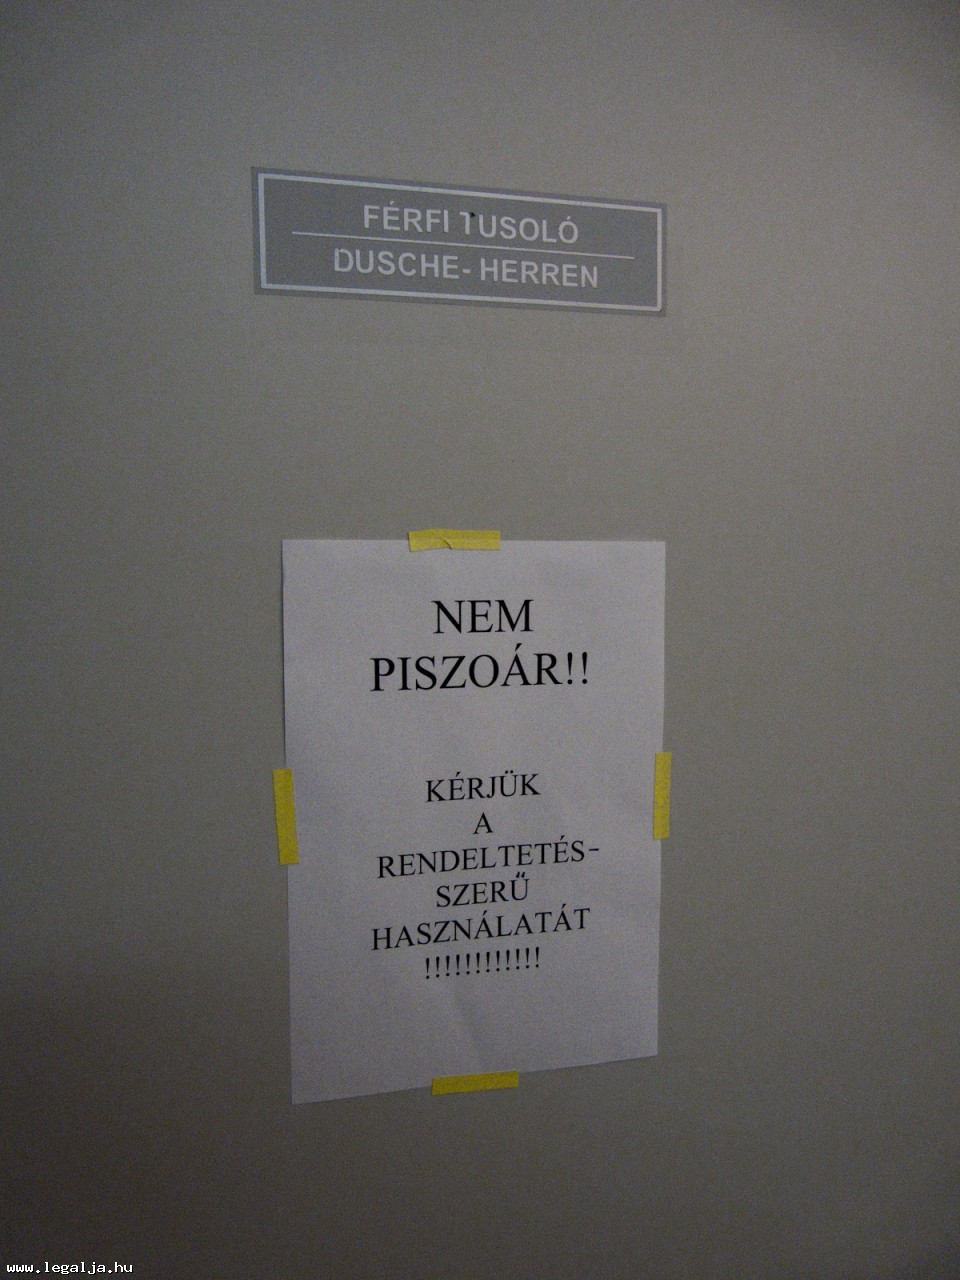 FÉRFI TUSOLÓ
DUSCHE- HERREN
NEM
PISZOÁR!!
KÉRJÜK
A
RENDELTETÉS-
SZERŰ
HASZNÁLATÁT
!!!!!!!!!!!!
www.legalja.hu